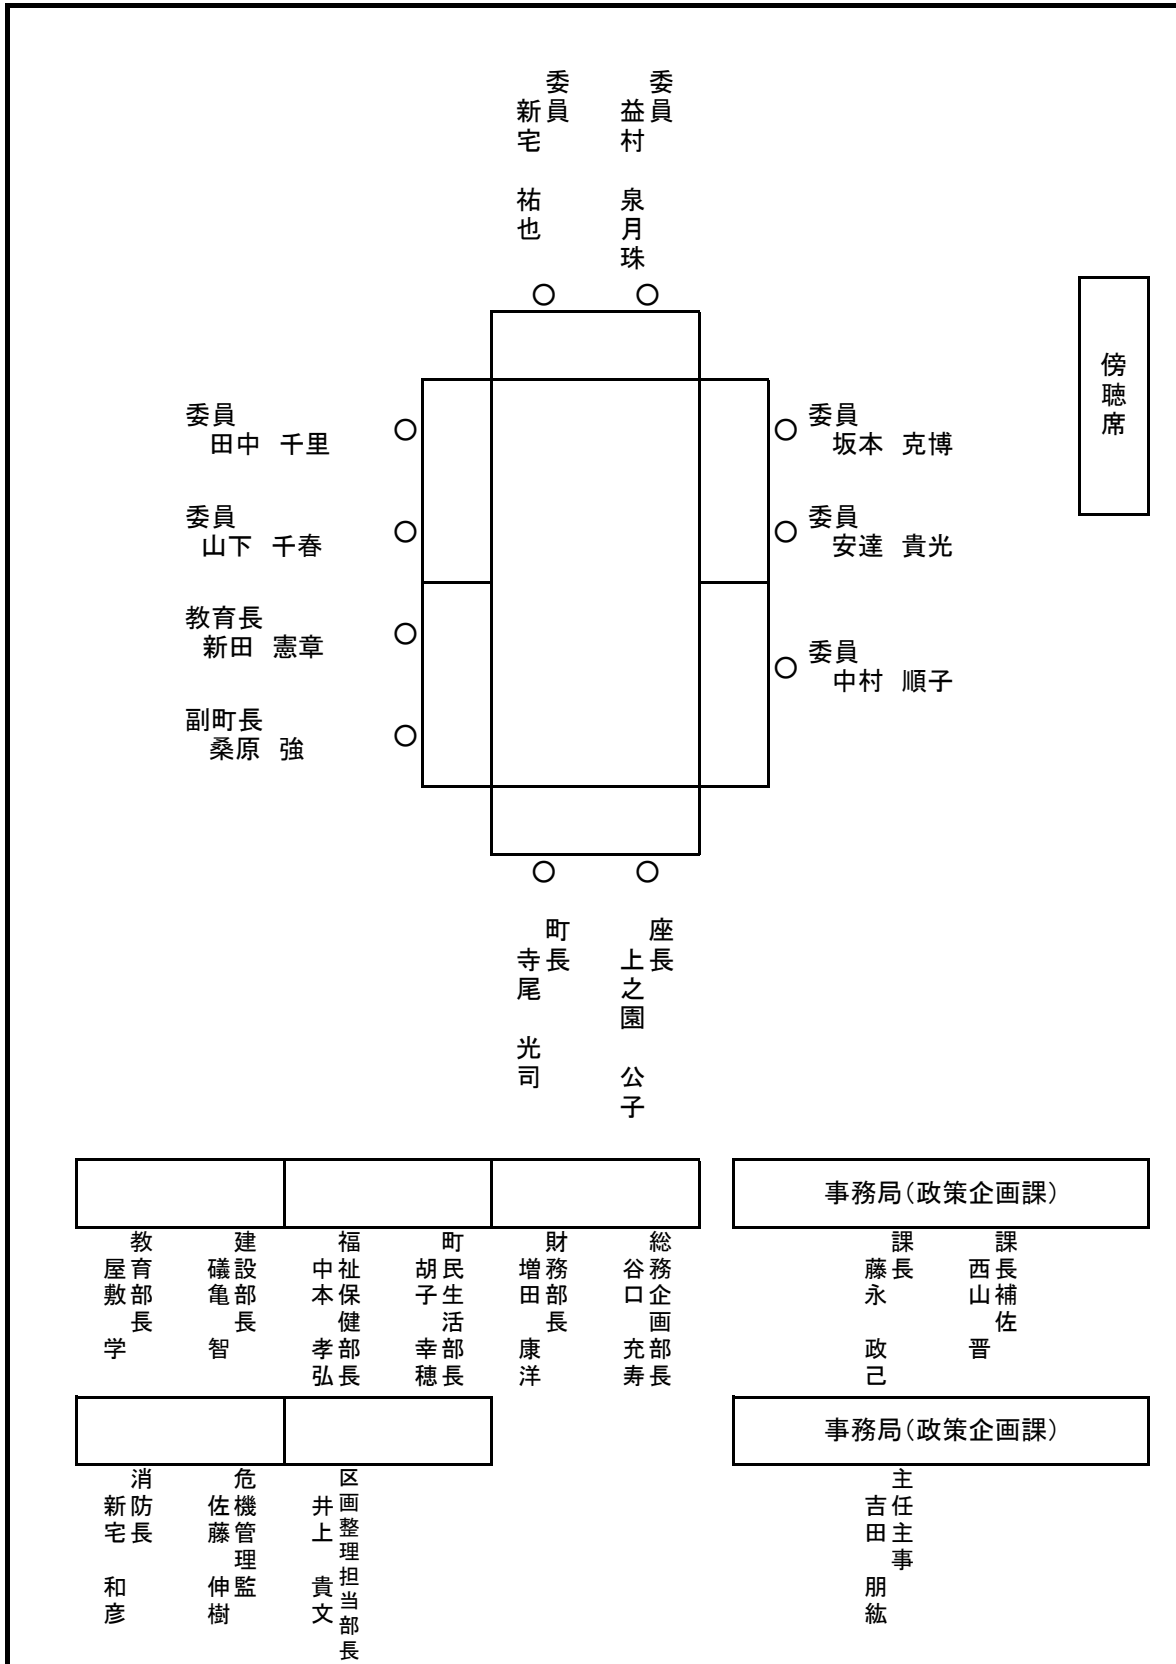 委員
益村 泉月珠
委員
新宅 祐也
傍聴席
委員
田中 千里
委員
坂本 克博
委員
山下 千春
委員
安達 貴光
教育長
新田 憲章
委員
中村 順子
副町長
桑原 強
座長
上之園 公子
町長
寺尾 光司
事務局（政策企画課）
課長補佐
西山 晋
課長
藤永 政己
総務企画部長
谷口 充寿
財務部長
増田 康洋
町民生活部長
胡子 幸穂
福祉保健部長
中本 孝弘
建設部長
礒亀 智
教育部長
屋敷 学
事務局（政策企画課）
主任主事
吉田 朋紘
区画整理担当部長
井上 貴文
危機管理監
佐藤 伸樹
消防長
新宅 和彦